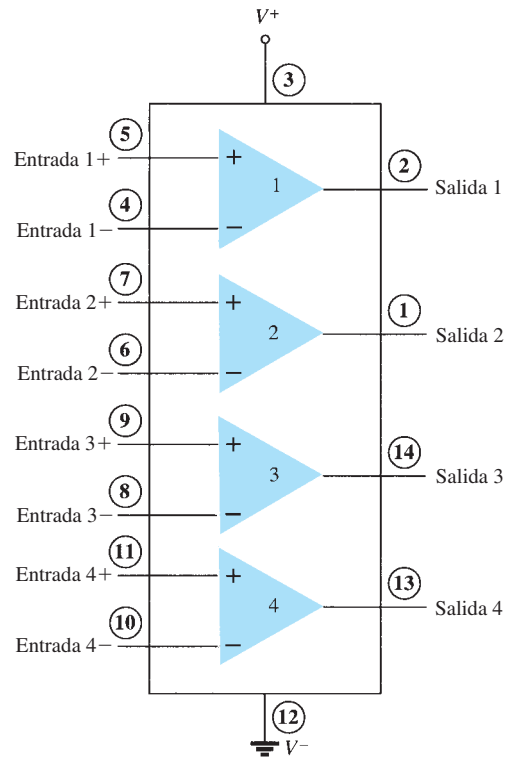 V+
3
5
Entrada 1+
+
1
2
Salida 1
4
Entrada 1−
−
7
Entrada 2+
+
2
1
Salida 2
6
Entrada 2−
−
9
Entrada 3+
+
3
14
Salida 3
8
Entrada 3−
−
11
Entrada 4+
+
4
13
Salida 4
10
Entrada 4−
−
12
V−